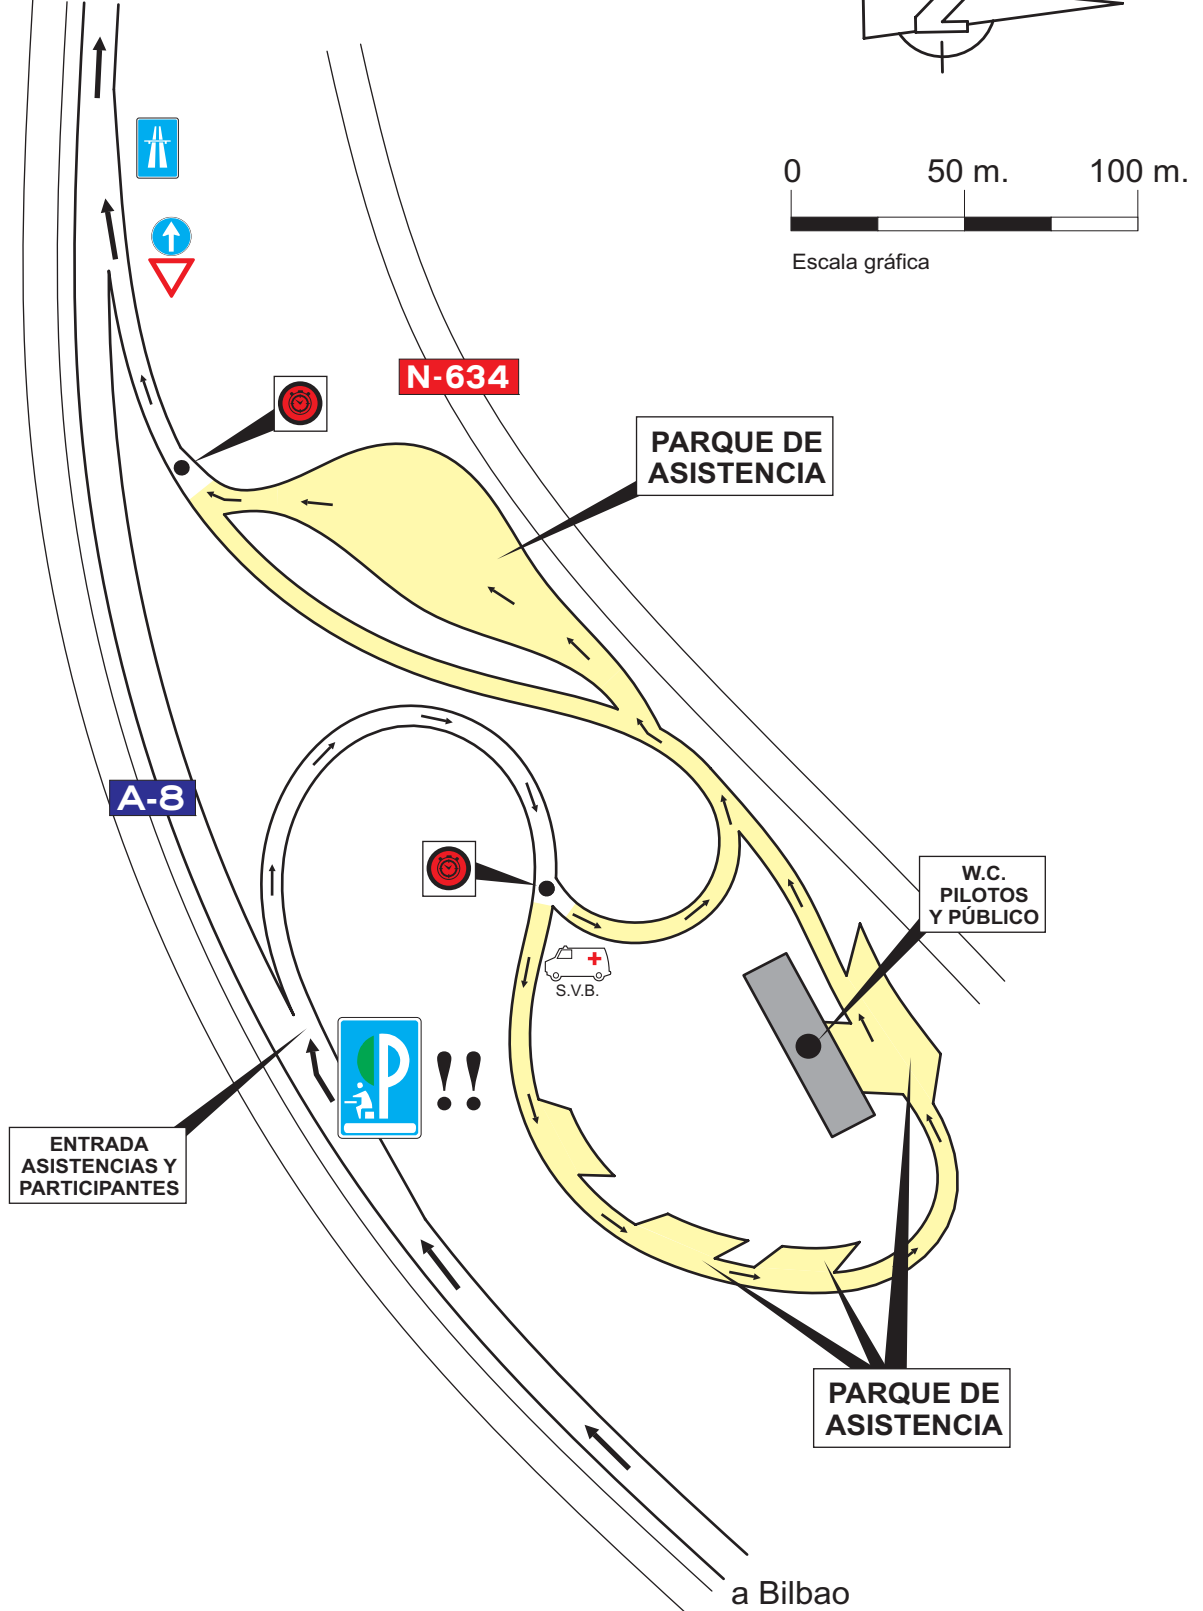 0 50 m. 100 m.
Escala gráfica
N-634
PARQUE DE
ASISTENCIA
A-8
W.C.
PILOTOS
Y PÚBLICO
S.V.B.
P
!!
ENTRADA
ASISTENCIAS Y
PARTICIPANTES
PARQUE DE
ASISTENCIA
a Bilbao